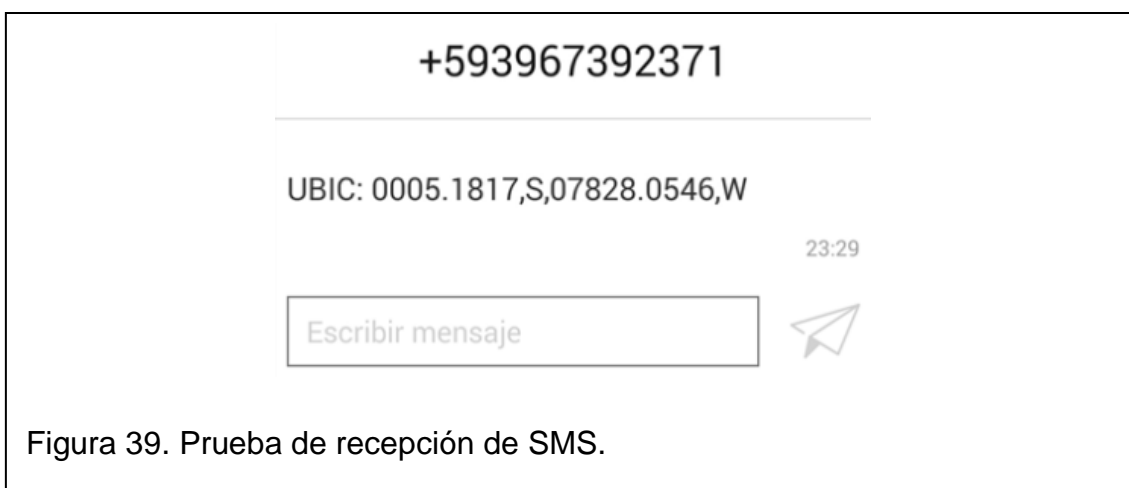 +593967392371
UBIC: 0005.1817,S,07828.0546,W
23:29
Escribir mensaje
Figura 39. Prueba de recepción de SMS.